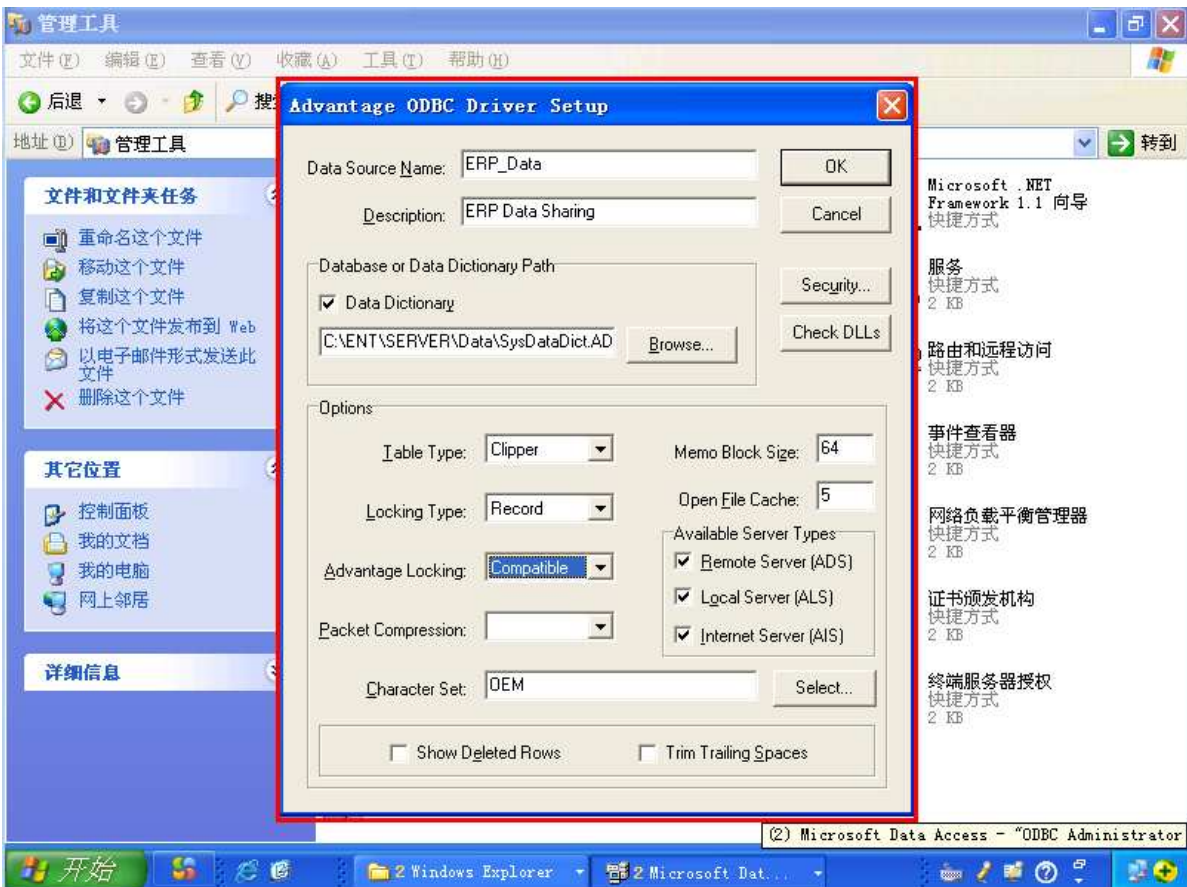 管理工具
文件(F) 编辑(E) 查看(V) 收藏(A) 工具(T) 帮助(H)
后退
地址(D) 管理工具 转到
文件和文件夹任务
重命名这个文件
移动这个文件
复制这个文件
将这个文件发布到 Web
以电子邮件形式发送此
文件
删除这个文件
其它位置
控制面板
我的文档
我的电脑
网上邻居
详细信息
Advantage ODBC Driver Setup
Data Source Name: ERP_Data
OK
Description: ERP Data Sharing
Cancel
Database or Data Dictionary Path
Data Dictionary
C:\ENT\SERVER\Data\SysDataDict.AD
Browse...
Security...
Check DLLs
Options
Table Type: Clipper
Memo Block Size: 64
Locking Type: Record
Open File Cache: 5
Advantage Locking: Compatible
Available Server Types
Remote Server (ADS)
Local Server (ALS)
Internet Server (AIS)
Packet Compression:
Character Set: OEM
Select...
Show Deleted Rows
Trim Trailing Spaces
Microsoft .NET
Framework 1.1 向导
快捷方式
服务
快捷方式
2 KB
路由和远程访问
快捷方式
2 KB
事件查看器
快捷方式
2 KB
网络负载平衡管理器
快捷方式
2 KB
证书颁发机构
快捷方式
2 KB
终端服务器授权
快捷方式
2 KB
(2) Microsoft Data Access - "ODBC Administrator
开始
2 Windows Explorer
2 Microsoft Dat...